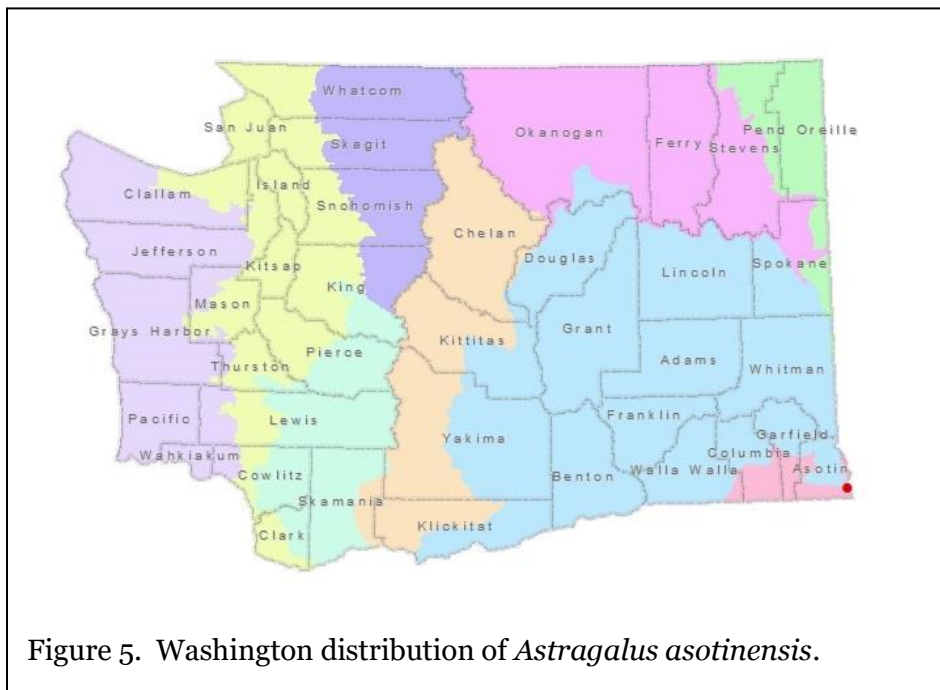 Whatcom
San Juan
Okanogan
Ferry
Pend Oreille
Stevens
Skagit
Island
Clallam
Snohomish
Chelan
Jefferson
Douglas
Lincoln
Spokane
Kitsap
King
Mason
Grays Harbor
Kittitas
Grant
Pierce
Thurston
Adams
Whitman
Pacific
Lewis
Franklin
Garfield
Yakima
Columbia
Wahkiakum
Cowlitz
Benton
Walla Walla
Asotin
Skamania
Klickitat
Clark
Figure 5. Washington distribution of Astragalus asotinensis.